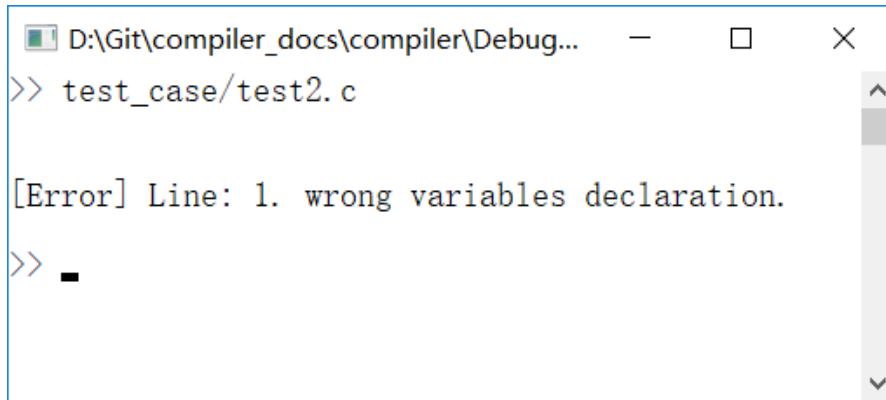 D:\Git\compiler_docs\compiler\Debug...
>> test_case/test2.c
[Error] Line: 1. wrong variables declaration.
>>